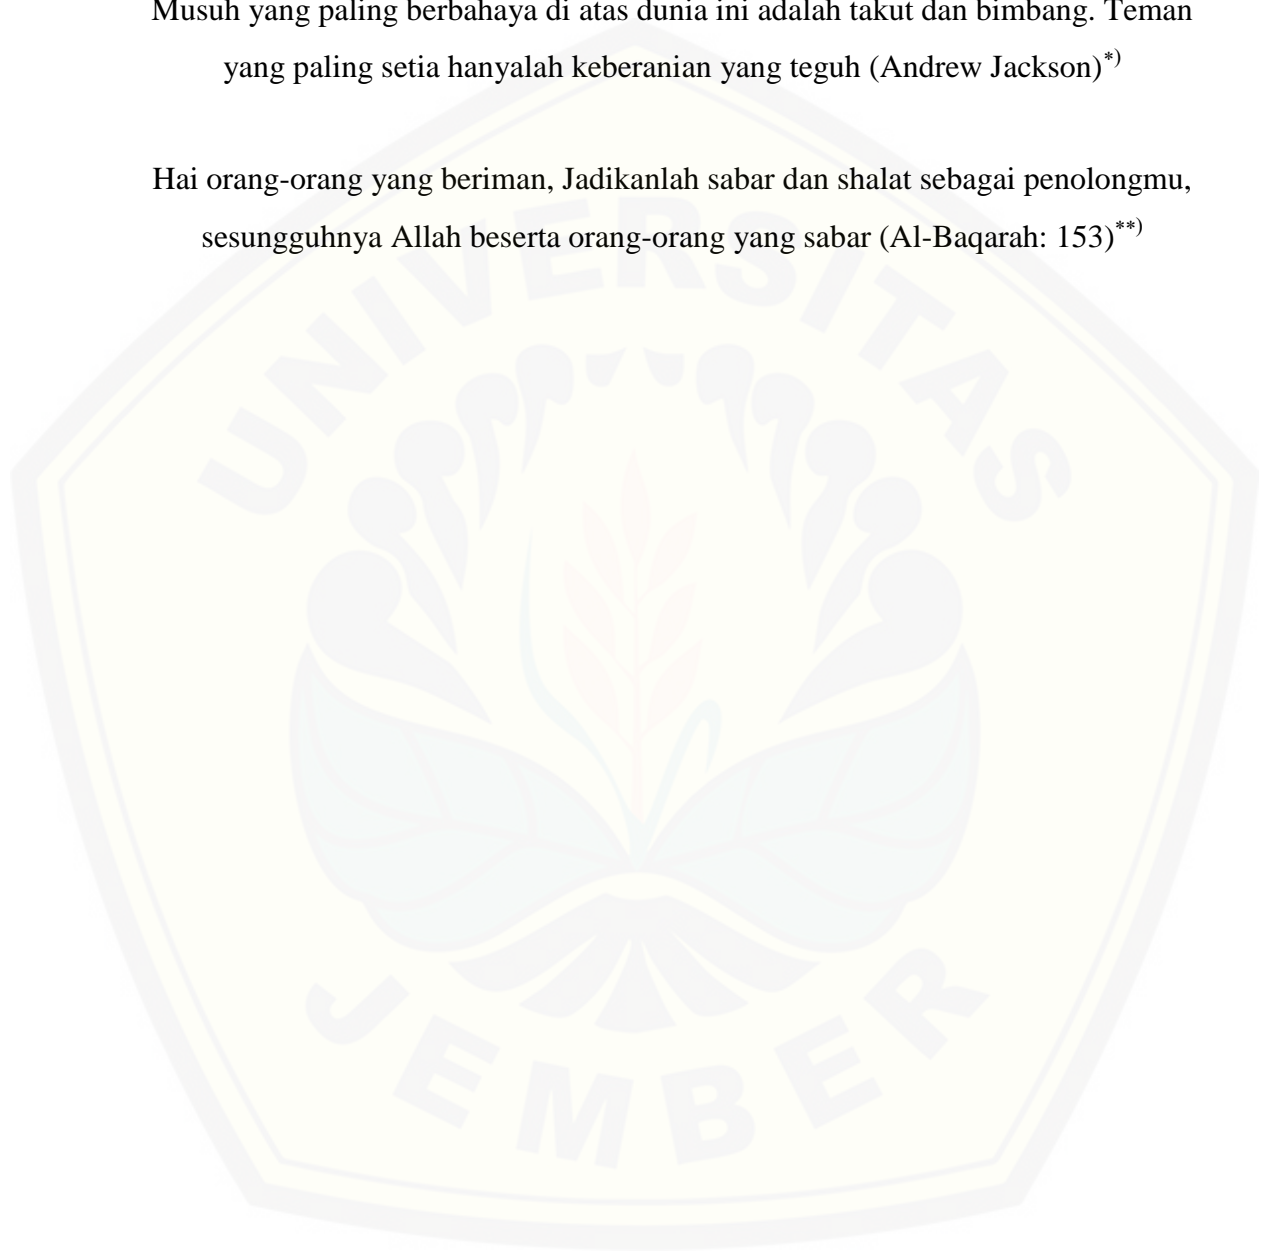 Musuh yang paling berbahaya di atas dunia ini adalah takut dan bimbang. Teman
yang paling setia hanyalah keberanian yang teguh (Andrew Jackson)*)
Hai orang-orang yang beriman, Jadikanlah sabar dan shalat sebagai penolongmu,
sesungguhnya Allah beserta orang-orang yang sabar (Al-Baqarah: 153)**)
UNIVERSITAS
JEMBER